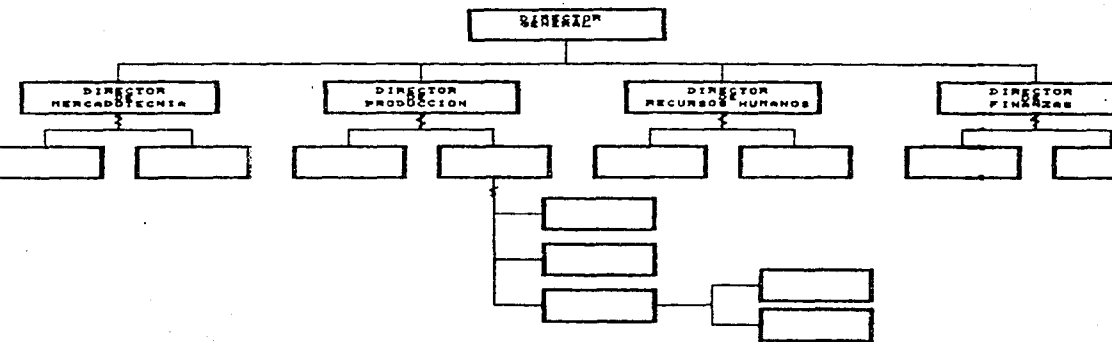 DIRECTOR
GENERAL
DIRECTOR
DE
MERCADOTECNIA
DIRECTOR
DE
PRODUCCION
DIRECTOR
DE
RECURSOS HUMANOS
DIRECTOR
DE
FINANZAS